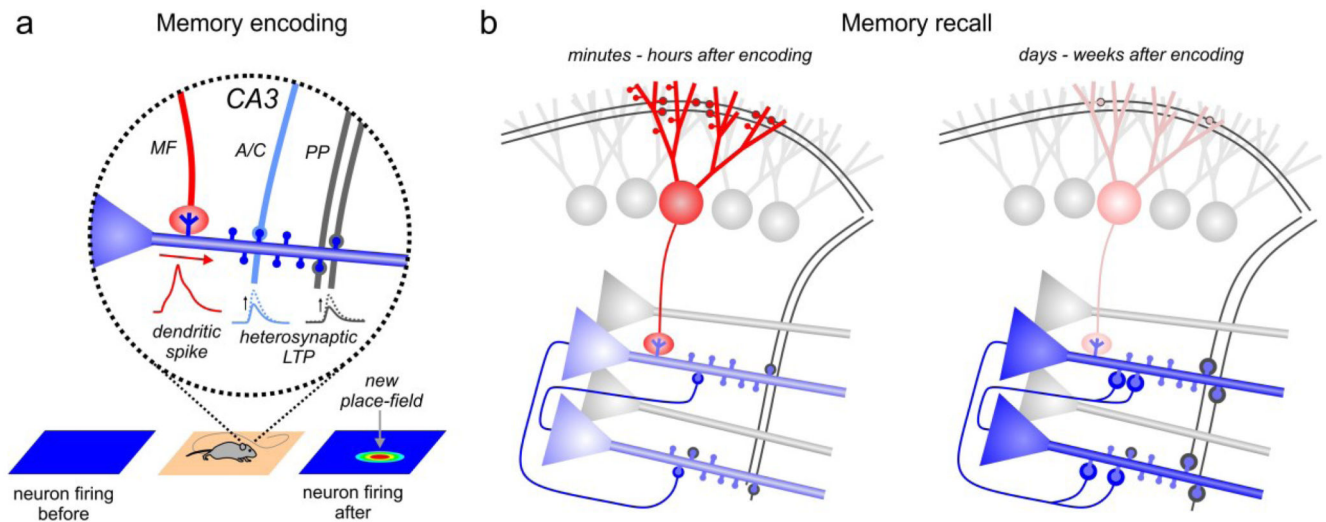 a
Memory encoding
CA3
MF
A/C
PP
dendritic
spike
heterosynaptic
LTP
new
place-field
neuron firing
before
neuron firing
after
b
Memory recall
minutes - hours after encoding
days - weeks after encoding